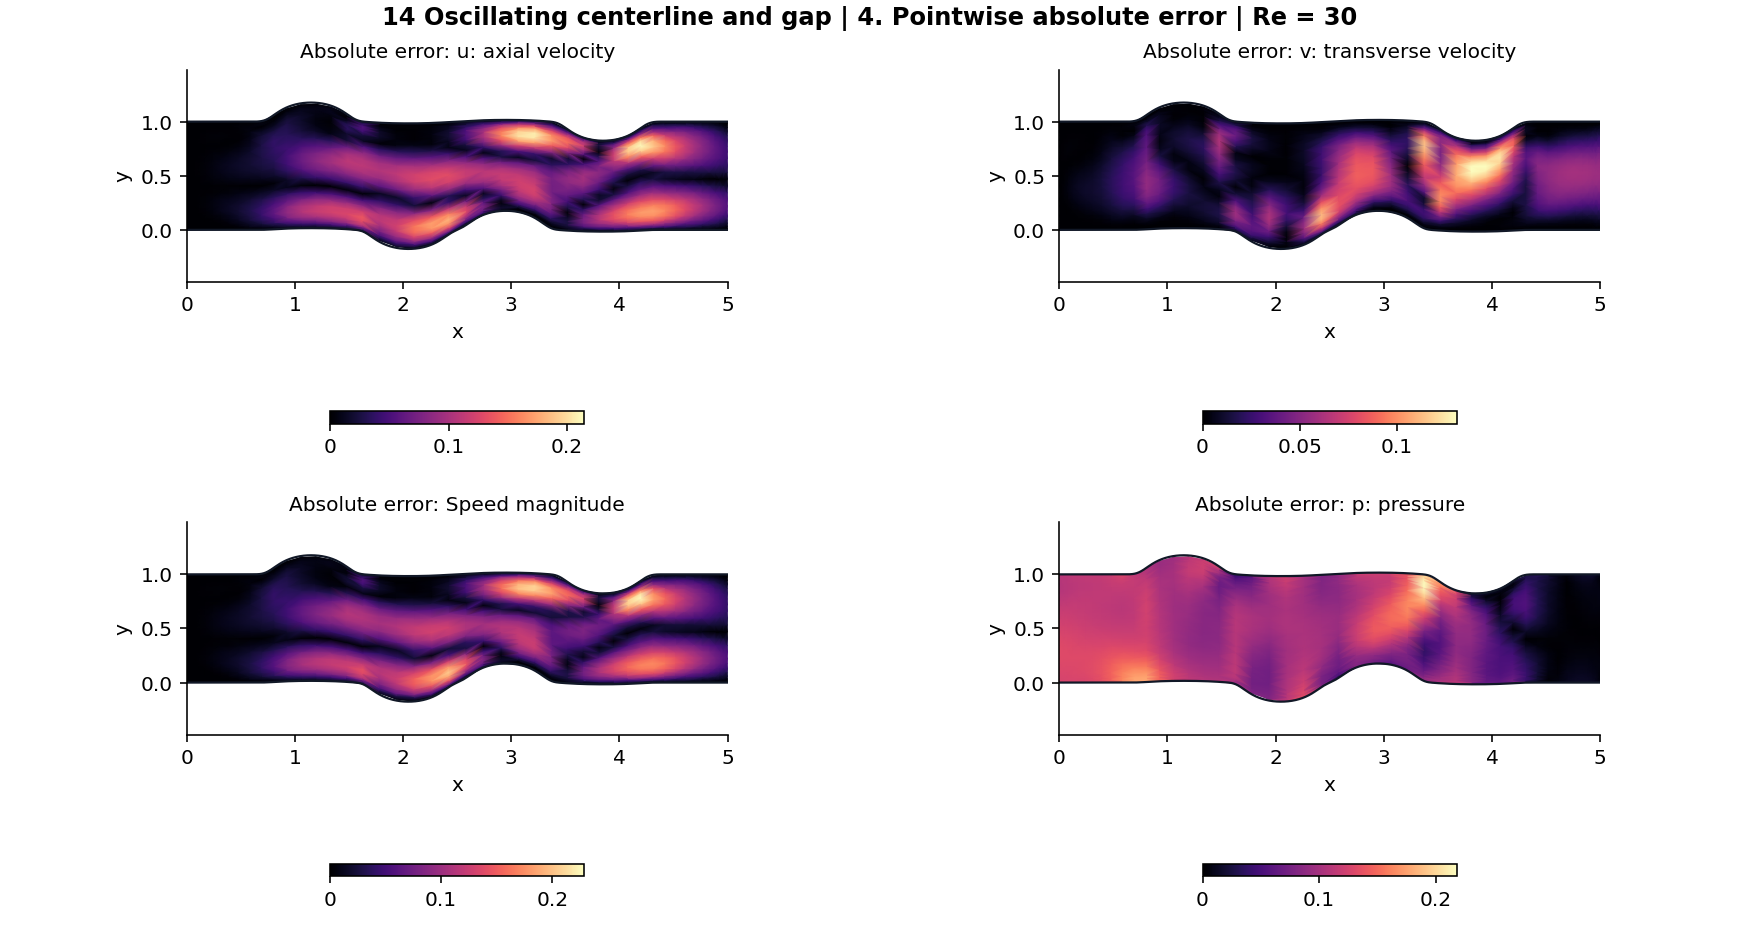 14 Oscillating centerline and gap | 4. Pointwise absolute error | Re = 30
Absolute error: u: axial velocity
1.0
0.5
0.0
y
0 1 2 3 4 5
x
0 0.1 0.2
Absolute error: v: transverse velocity
1.0
0.5
0.0
y
0 1 2 3 4 5
x
0 0.05 0.1
Absolute error: Speed magnitude
1.0
0.5
0.0
y
0 1 2 3 4 5
x
0 0.1 0.2
Absolute error: p: pressure
1.0
0.5
0.0
y
0 1 2 3 4 5
x
0 0.1 0.2